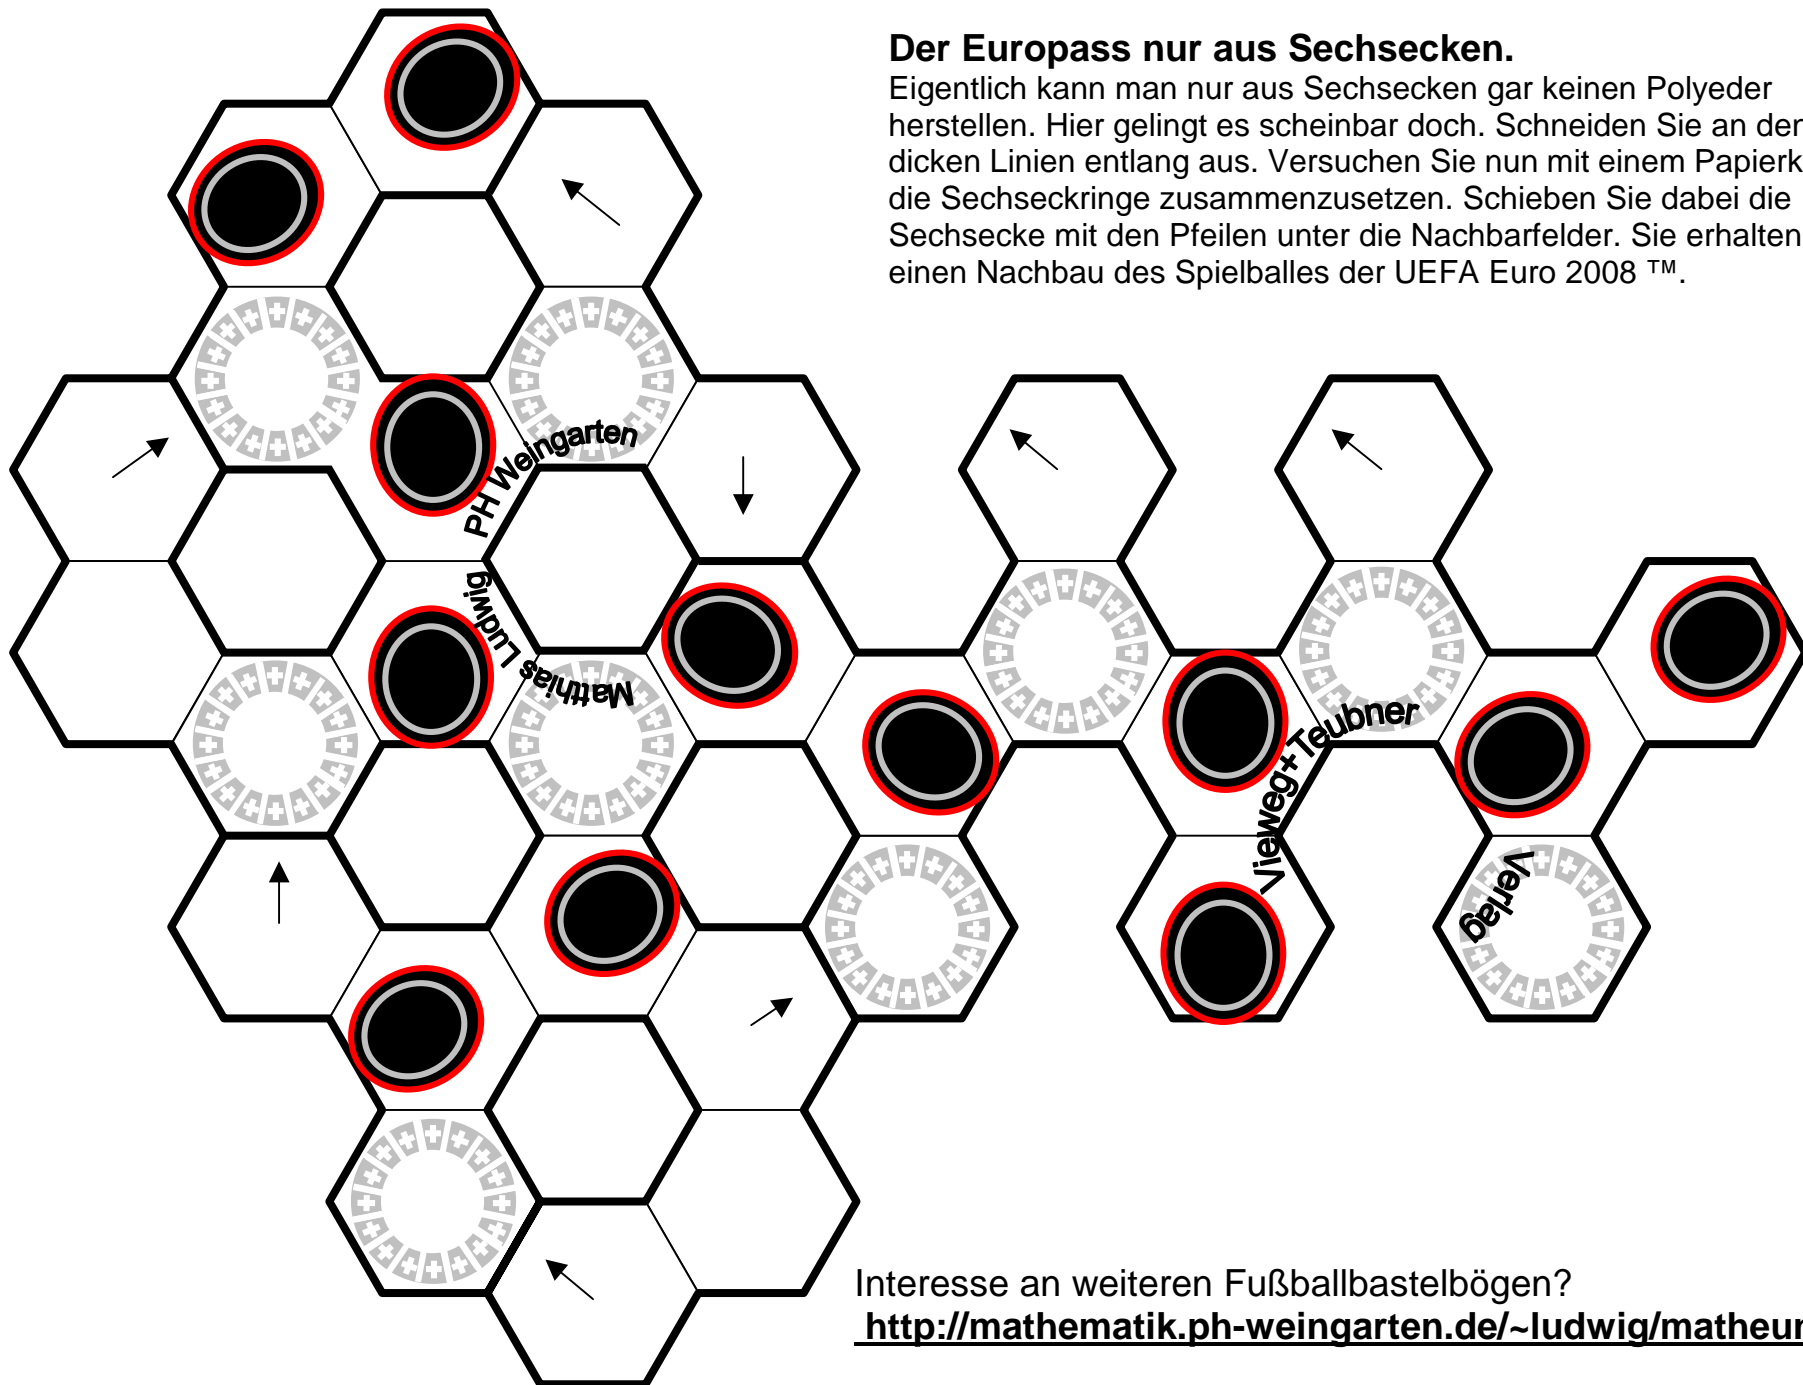 Der Europass nur aus Sechsecken.
Eigentlich kann man nur aus Sechsecken gar keinen Polyeder
herstellen. Hier gelingt es scheinbar doch. Schneiden Sie an der
dicken Linien entlang aus. Versuchen Sie nun mit einem Papierk
die Sechseckringe zusammenzusetzen. Schieben Sie dabei die
Sechsecke mit den Pfeilen unter die Nachbarfelder. Sie erhalten
einen Nachbau des Spielballes der UEFA Euro 2008 ™.
PH Weingarten
Matthias Ludwig
Vieweg+Teubner
Verlag
Interesse an weiteren Fußballbastelbögen?
http://mathematik.ph-weingarten.de/~ludwig/matheun